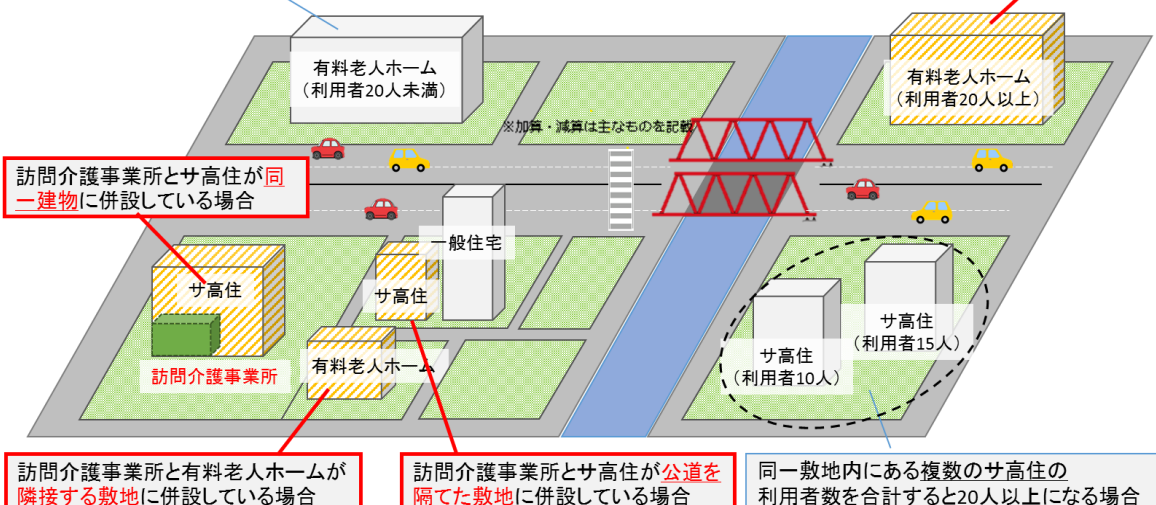 有料老人ホーム
（利用者20人未満）
有料老人ホーム
（利用者20人以上）
※加算・減算は主なものを記載
訪問介護事業所とサ高住が同
一建物に併設している場合
一般住宅
サ高住
サ高住
訪問介護事業所
有料老人ホーム
サ高住
（利用者15人）
サ高住
（利用者10人）
訪問介護事業所と有料老人ホームが
隣接する敷地に併設している場合
訪問介護事業所とサ高住が公道を
隔てた敷地に併設している場合
同一敷地内にある複数のサ高住の
利用者数を合計すると20人以上になる場合